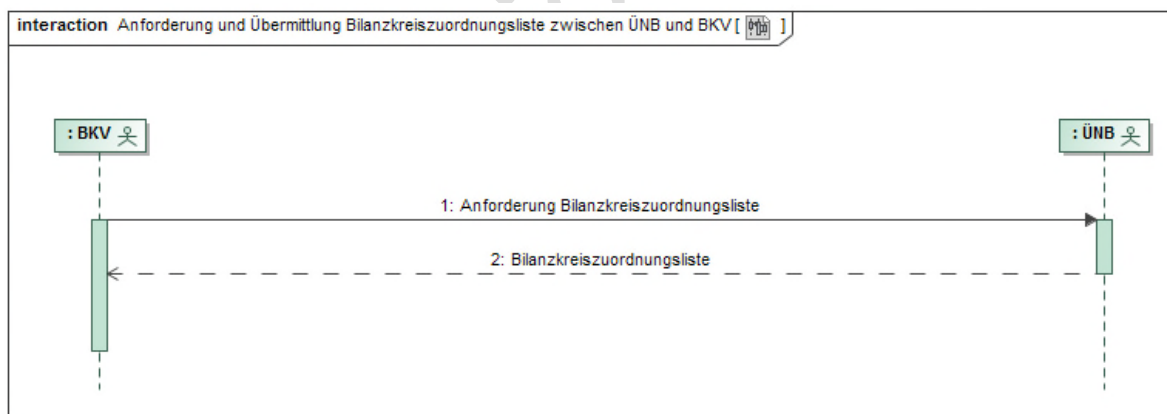 interaction Anforderung und Übermittlung Bilanzkreiszuordnungsliste zwischen ÜNB und BKV [ ]
: BKV
: ÜNB
1: Anforderung Bilanzkreiszuordnungsliste
2: Bilanzkreiszuordnungsliste